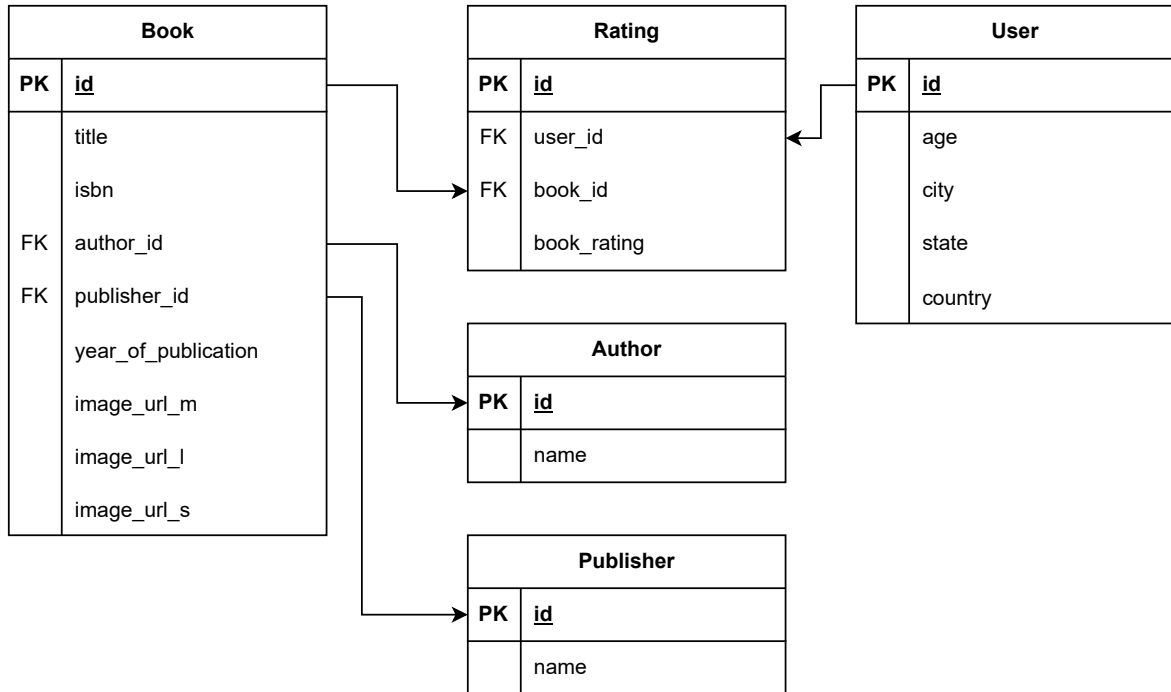 Book
PK id
title
isbn
FK author_id
FK publisher_id
year_of_publication
image_url_m
image_url_l
image_url_s
Rating
PK id
FK user_id
FK book_id
book_rating
User
PK id
age
city
state
country
Author
PK id
name
Publisher
PK id
name